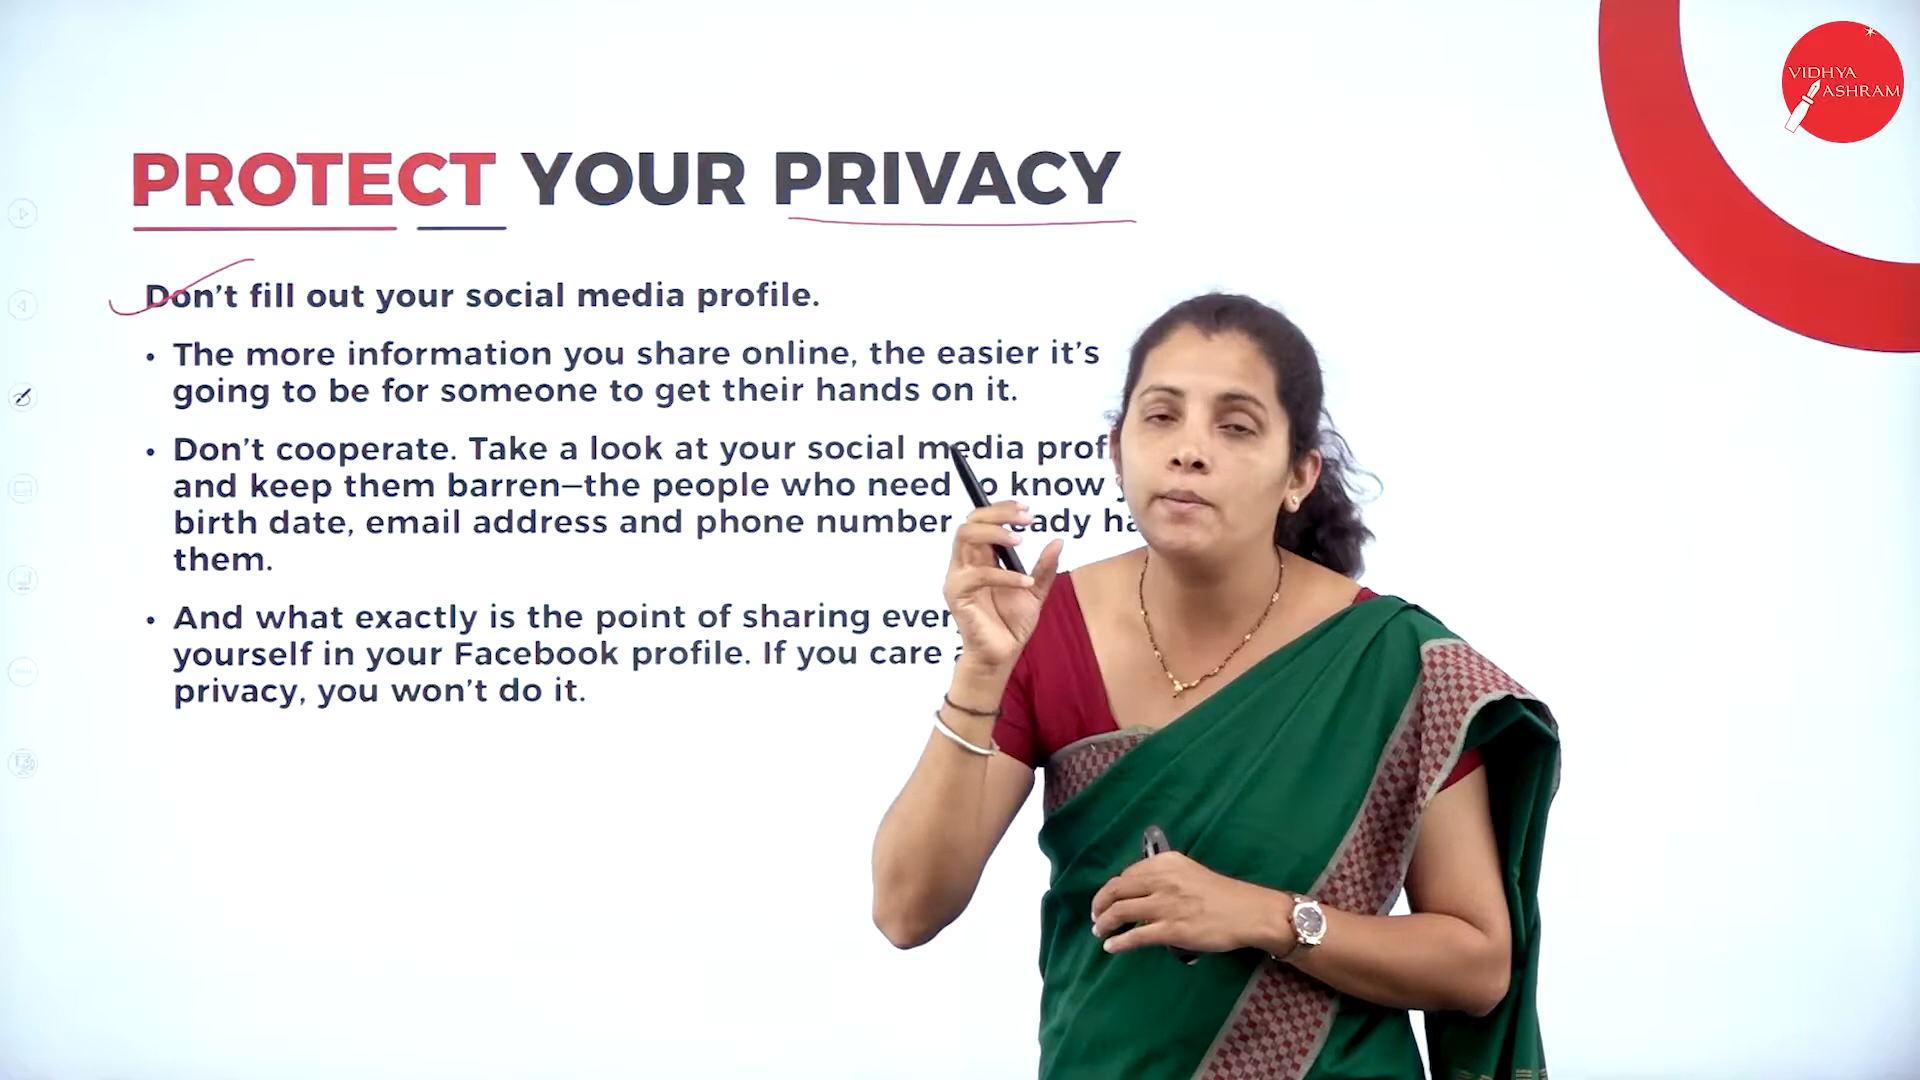 VIDHYA
ASHRAM
PROTECT YOUR PRIVACY
Don't fill out your social media profile.
• The more information you share online, the easier it's
going to be for someone to get their hands on it.
• Don't cooperate. Take a look at your social media
and keep them barren—the people who need know
birth date, email address and phone number
them.
• And what exactly is the point of sharing
yourself in your Facebook profile. If you care
privacy, you won't do it.